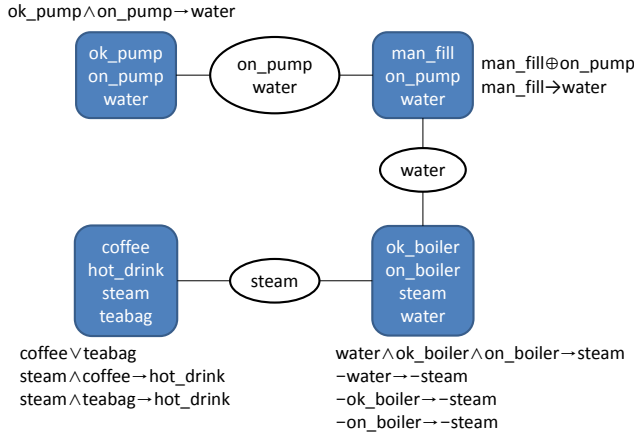 ok_pump∧on_pump→water
ok_pump
on_pump
water
on_pump
water
man_fill
on_pump
water
man_fill⊕on_pump
man_fill→water
water
coffee
hot_drink
steam
teabag
steam
ok_boiler
on_boiler
steam
water
coffee∨teabag
steam∧coffee→hot_drink
steam∧teabag→hot_drink
water∧ok_boiler∧on_boiler→steam
−water→−steam
−ok_boiler→−steam
−on_boiler→−steam